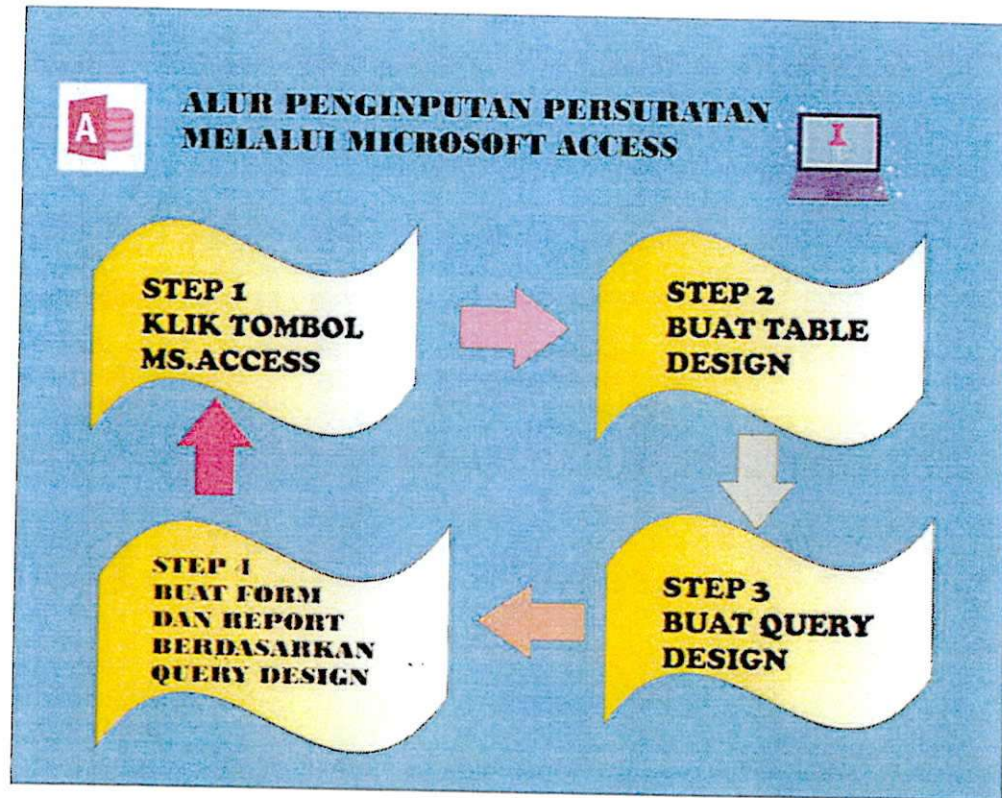 ALUR PENGINPUTAN PERSURATAN
MELALUI MICROSOFT ACCESS
A
I
STEP 1
KLIK TOMBOL
MS.ACCESS
STEP 2
BUAT TABLE
DESIGN
STEP 3
BUAT QUERY
DESIGN
STEP 4
BUAT FORM
DAN REPORT
BERDASARKAN
QUERY DESIGN